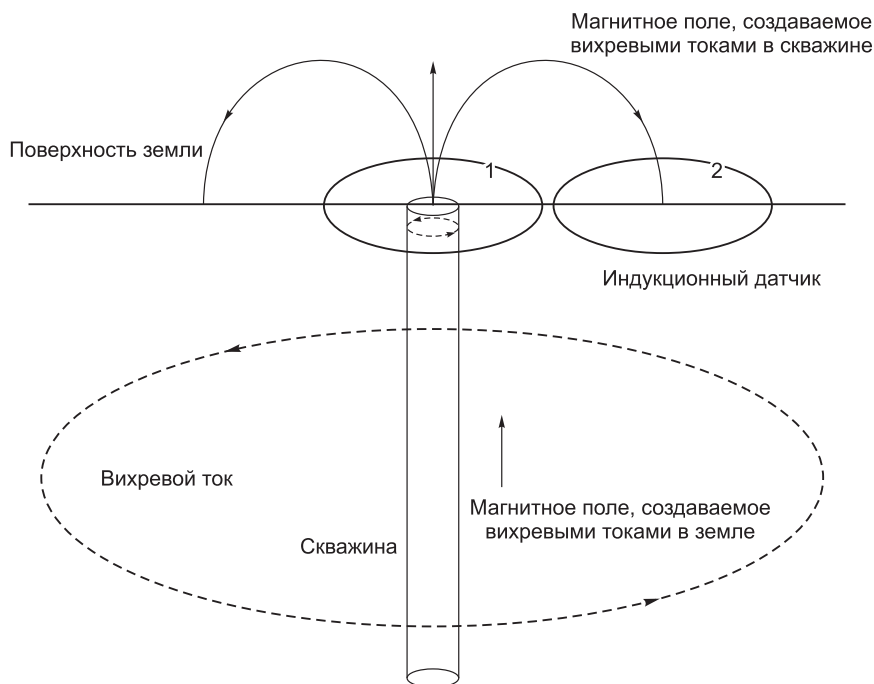 Магнитное поле, создаваемое
вихревыми токами в скважине
Поверхность земли
1
2
Индукционный датчик
Вихревой ток
Магнитное поле, создаваемое
вихревыми токами в земле
Скважина